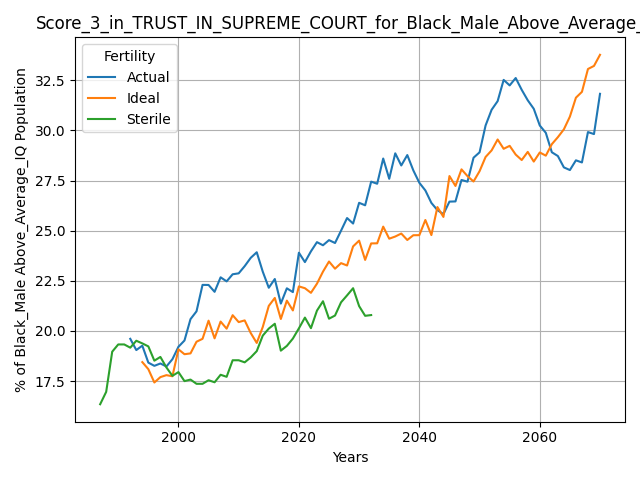 Score_3_in_TRUST_IN_SUPREME_COURT_for_Black_Male_Above_Average_
% of Black_Male Above_Average_IQ Population
Fertility
Actual
Ideal
Sterile
32.5
30.0
27.5
25.0
22.5
20.0
17.5
2000
2020
2040
2060
Years